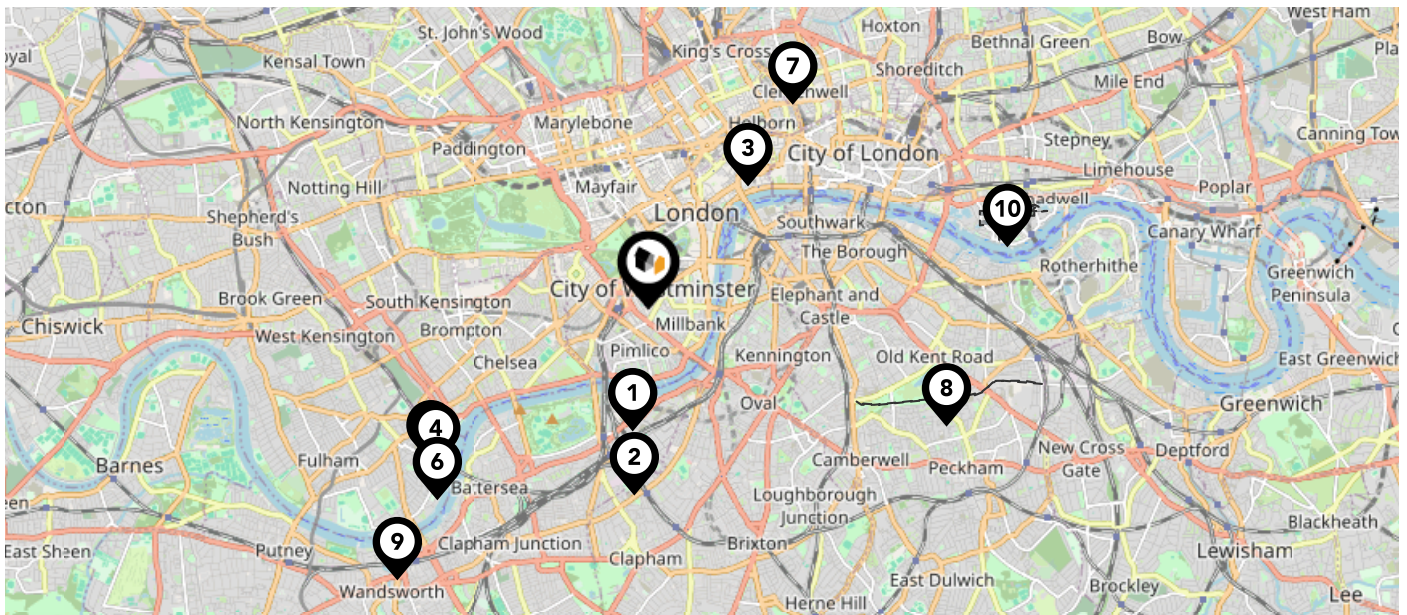 West Ham
Hoxton
St. John's Wood
Bethnal Green
Bow
King's Cross
Kensal Town
Shoreditch
7
Mile End
North Kensington
Marylebone
Holborn
Canning Tow
Stepney
Paddington
3
City of London
Limehouse
Notting Hill
Mayfair
Poplar
cton
Shepherd's
Bush
London
Southwark
10
adwell
Canary Wharf
The Borough
Rotherhithe
Greenwich
Peninsula
City of W
tminster
Brook Green
South Kensington
Elephant and
Castle
Chiswick
West Kensington
Brompton
Millbank
Pimlico
Kennington
Old Kent Road
East Greenwich
Chelsea
1
8
Oval
Greenwich
4
6
2
Barnes
Fulham
Battersea
Camberwell
Peckham
New Cross
Gate
Deptford
Loughborough
Junction
Blackheath
9
Putney
Clapham Junction
Clapham
Brixton
East Sheen
Lewisham
Wandsworth
East Dulwich
Brockley
Herne Hill
Lee